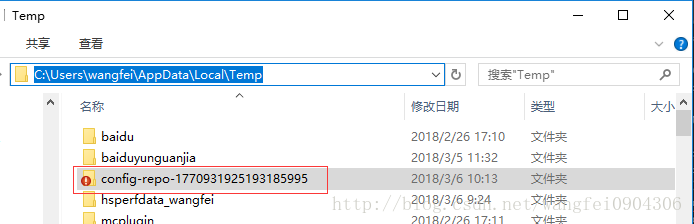 Temp
共享 查看
C:\Users\wangfei\AppData\Local\Temp
搜索"Temp"
名称 修改日期 类型 大小
baidu 2018/2/26 17:10 文件夹
baiduyunguanjia 2018/3/5 11:32 文件夹
config-repo-1770931925193185995 2018/3/6 10:13 文件夹
hsperfdata_wangfei 2018/3/6 9:24 文件夹
mcplugin 2018/2/26 17:11 文件夹
http://blog.csdn.net/wangfei0904306